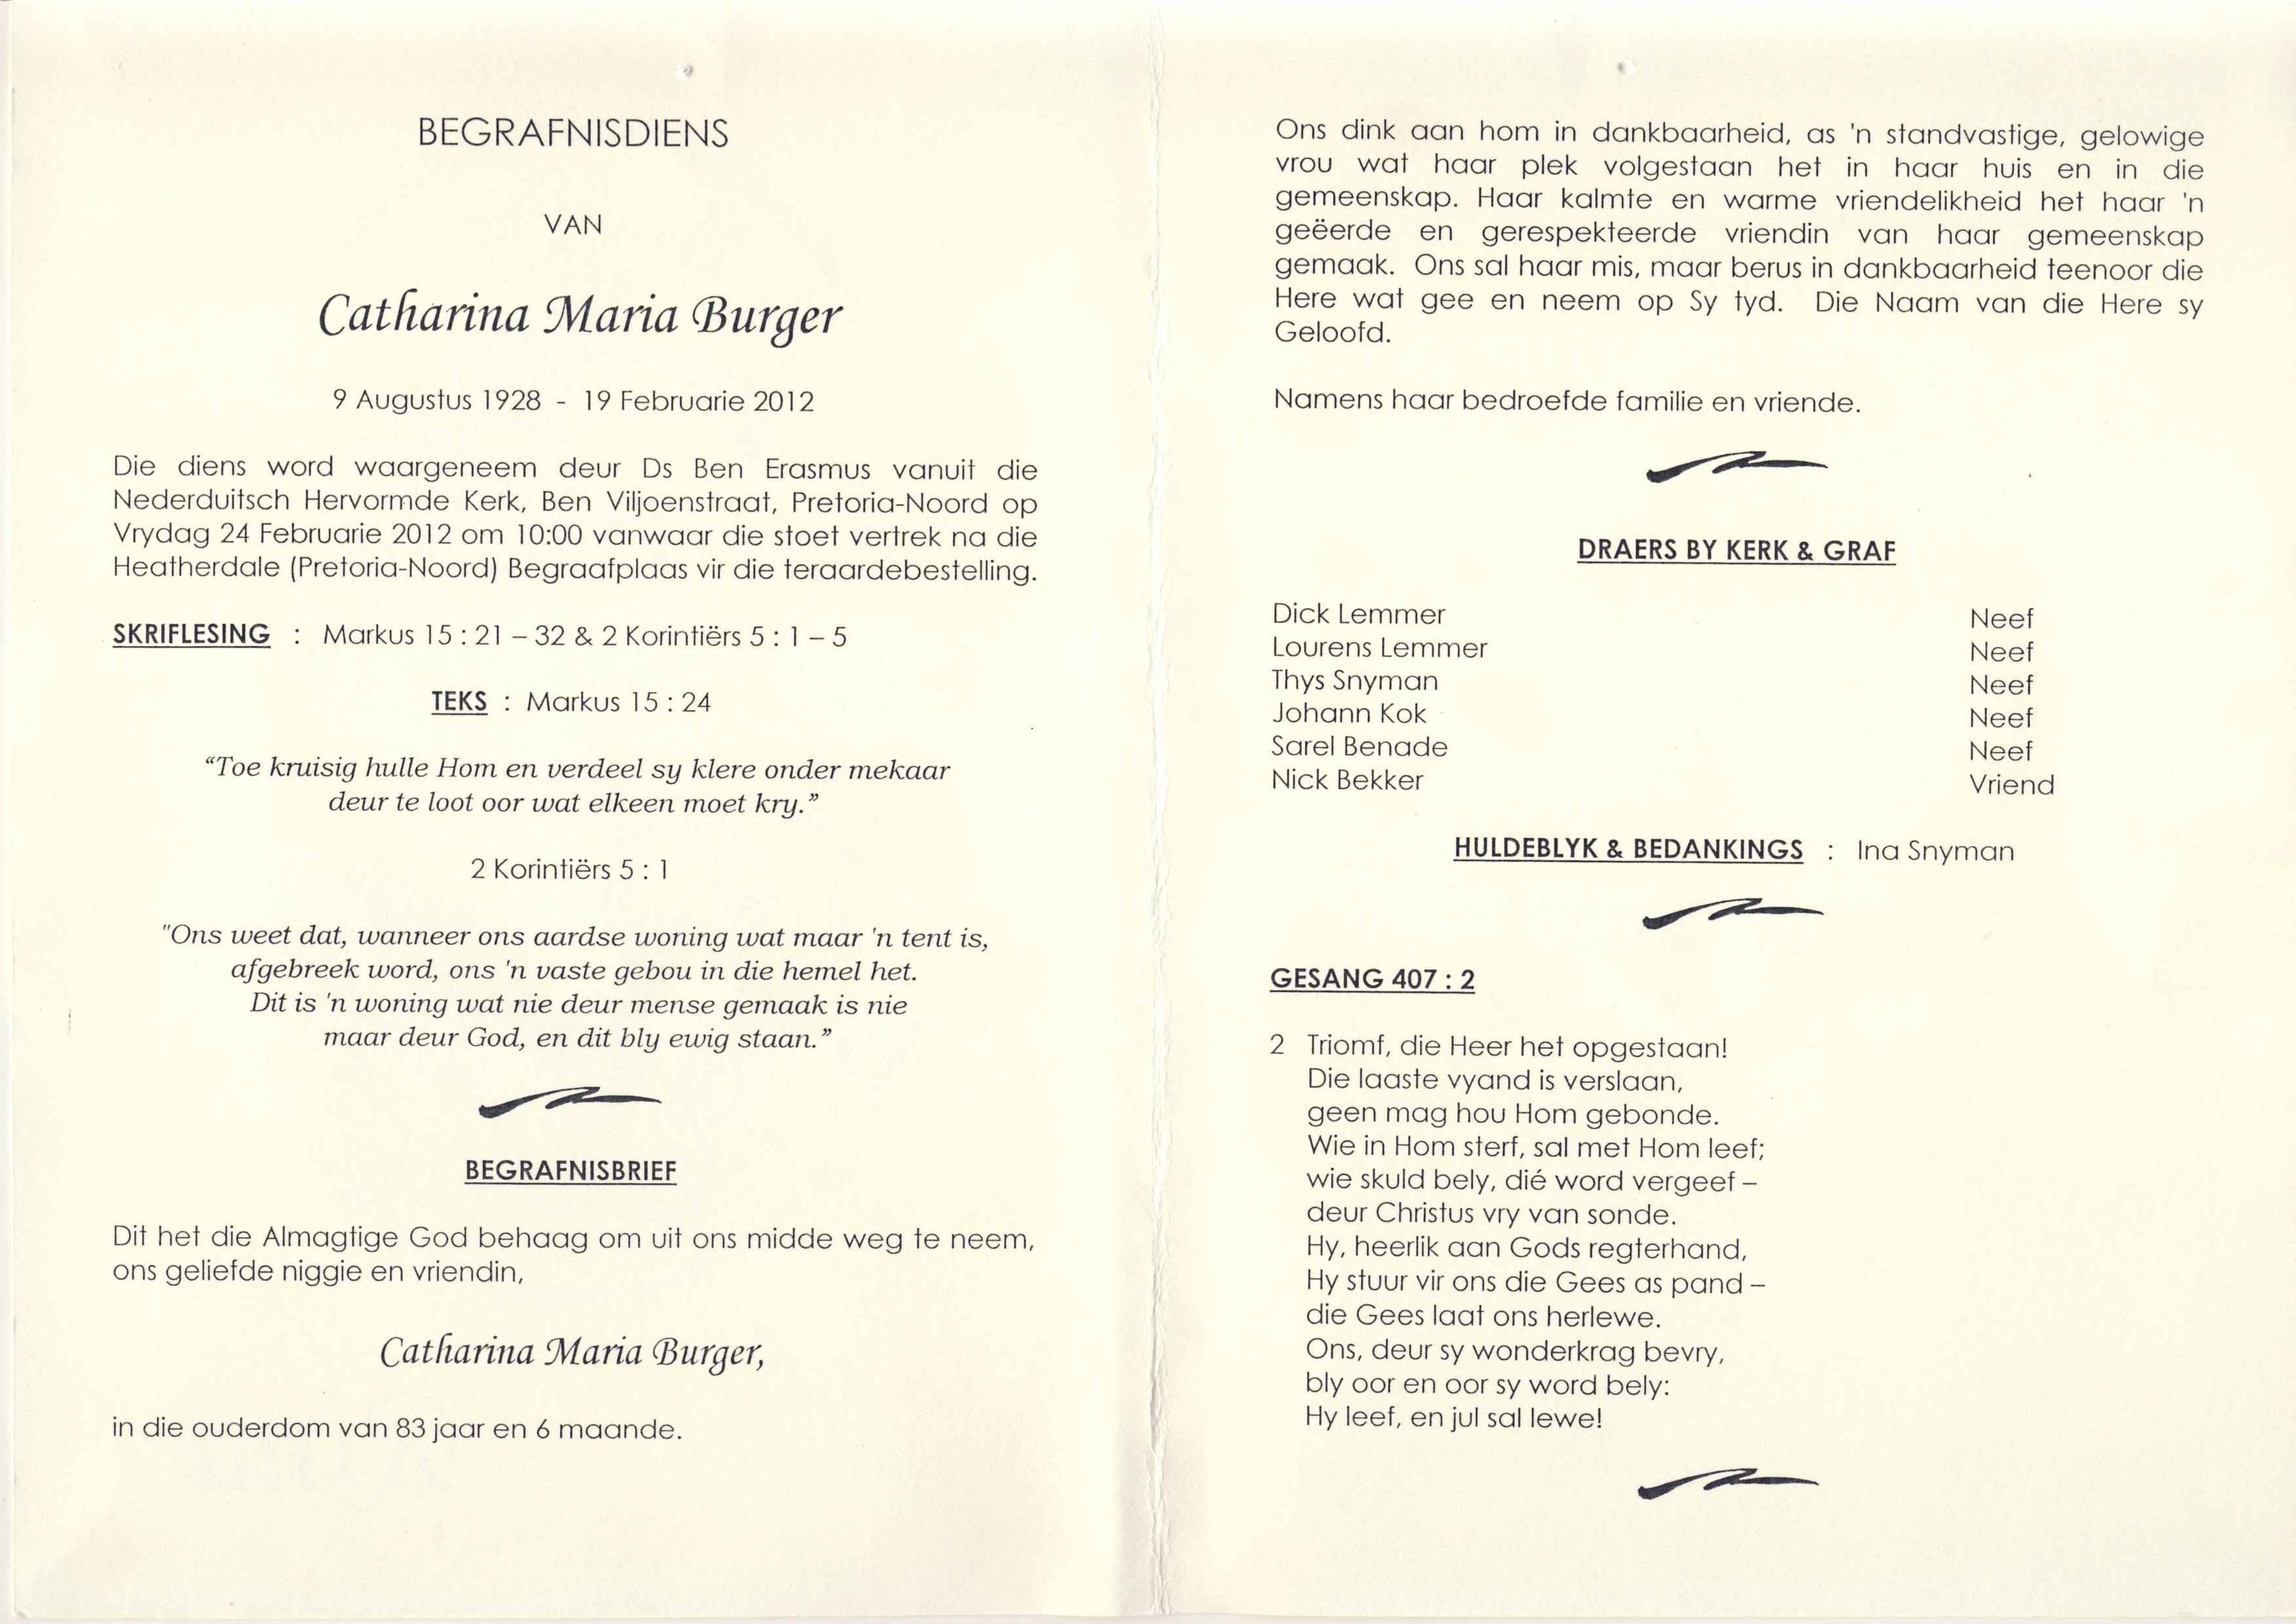 BEGRAFNISDIENS
VAN
Catharina Maria Burger
9 Augustus 1928 - 19 Februarie 2012
Die diens word waargeneem deur Ds Ben Erasmus vanuit die
Nederduitsch Hervormde Kerk, Ben Viljoenstraat, Pretoria-Noord op
Vrydag 24 Februarie 2012 om 10:00 vanwaar die stoet vertrek na die
Heatherdale (Pretoria-Noord) Begraafplaas vir die teraardebestelling.
SKRIFLESING : Markus 15 : 21 – 32 & 2 Korintiërs 5 : 1 – 5
TEKS : Markus 15 : 24
“Toe kruisig hulle Hom en verdeel sy klere onder mekaar
deur te loot oor wat elkeen moet kry.”
2 Korintiërs 5 : 1
"Ons weet dat, wanneer ons aardse woning wat maar 'n tent is,
afgebreek word, ons 'n vaste gebou in die hemel het.
Dit is 'n woning wat nie deur mense gemaak is nie
maar deur God, en dit bly ewig staan.”
BEGRAFNISBRIEF
Dit het die Almagtige God behaag om uit ons midde weg te neem,
ons geliefde niggie en vriendin,
Catharina Maria Burger,
in die ouderdom van 83 jaar en 6 maande.
Ons dink aan hom in dankbaarheid, as 'n standvastige, gelowige
vrou wat haar plek volgestaan het in haar huis en in die
gemeenskap. Haar kalmte en warme vriendelikheid het haar 'n
geëerde en gerespekteerde vriendin van haar gemeenskap
gemaak. Ons sal haar mis, maar berus in dankbaarheid teenoor die
Here wat gee en neem op Sy tyd. Die Naam van die Here sy
Geloofd.
Namens haar bedroefde familie en vriende.
DRAERS BY KERK & GRAF
Dick Lemmer Neef
Lourens Lemmer Neef
Thys Snyman Neef
Johann Kok Neef
Sarel Benade Neef
Nick Bekker Vriend
HULDEBLYK & BEDANKINGS : Ina Snyman
GESANG 407 : 2
2 Triomf, die Heer het opgestaan!
Die laaste vyand is verslaan,
geen mag hou Hom gebonde.
Wie in Hom sterf, sal met Hom leef;
wie skuld bely, dié word vergeef –
deur Christus vry van sonde.
Hy, heerlik aan Gods regterhand,
Hy stuur vir ons die Gees as pand –
die Gees laat ons herlewe.
Ons, deur sy wonderkrag bevry,
bly oor en oor sy word bely:
Hy leef, en jul sal lewe!